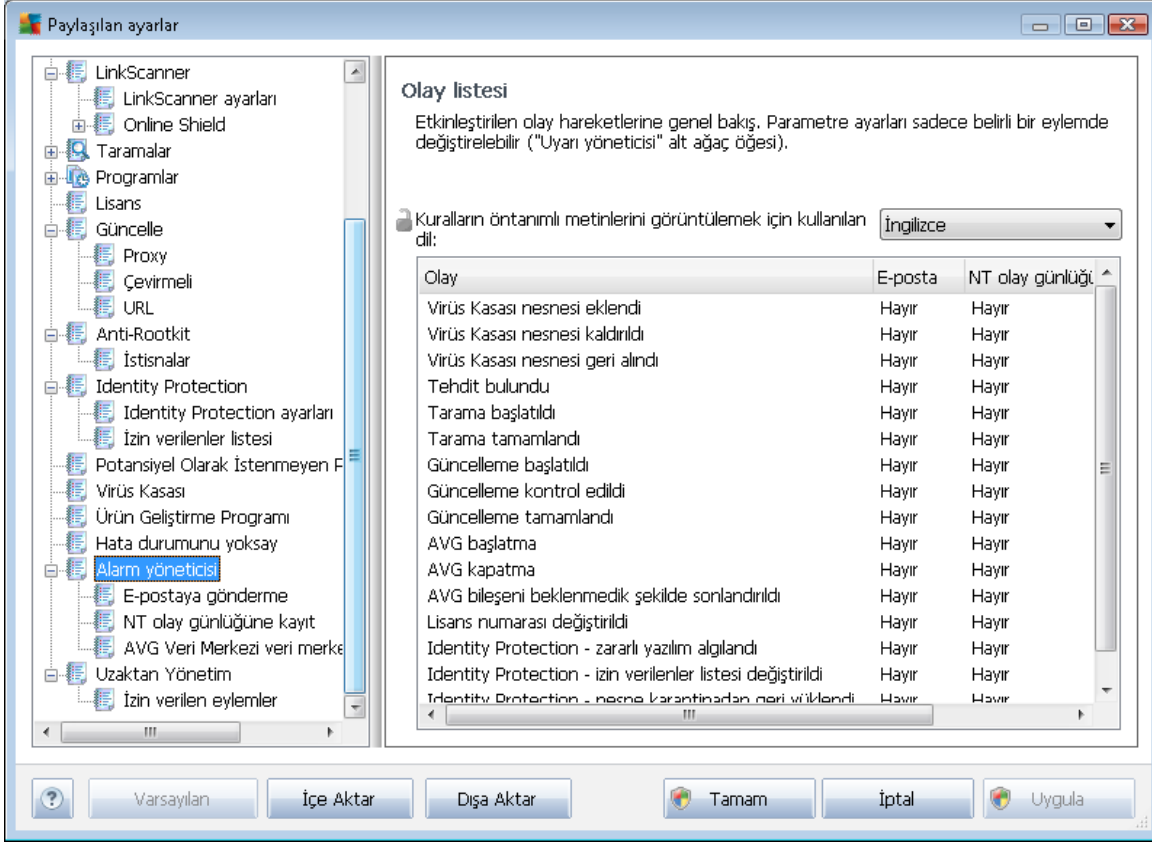 Paylaşılan ayarlar
LinkScanner
LinkScanner ayarları
Online Shield
Taramalar
Programlar
Lisans
Güncelle
Proxy
Çevirmeli
URL
Anti-Rootkit
İstisnalar
Identity Protection
Identity Protection ayarları
İzin verilenler listesi
Potansiyel Olarak İstenmeyen P
Virüs Kasası
Ürün Geliştirme Programı
Hata durumunu yoksay
Alarm yöneticisi
E-postaya gönderme
NT olay günlüğüne kayıt
AVG Veri Merkezi veri merke
Uzaktan Yönetim
İzin verilen eylemler
Olay listesi
Etkinleştirilen olay hareketlerine genel bakış. Parametre ayarları sadece belirli bir eylemde
değiştirelebilir ("Uyarı yöneticisi" alt ağaç öğesi).
Kuralların öntanımlı metinlerini görüntülemek için kullanılan
dil:
İngilizce
Olay E-posta NT olay günlüğü
Virüs Kasası nesnesi eklendi Hayır Hayır
Virüs Kasası nesnesi kaldırıldı Hayır Hayır
Virüs Kasası nesnesi geri alındı Hayır Hayır
Tehdit bulundu Hayır Hayır
Tarama başlatıldı Hayır Hayır
Tarama tamamlandı Hayır Hayır
Güncelleme başlatıldı Hayır Hayır
Güncelleme kontrol edildi Hayır Hayır
Güncelleme tamamlandı Hayır Hayır
AVG başlatma Hayır Hayır
AVG kapatma Hayır Hayır
AVG bileşeni beklenmedik şekilde sonlandırıldı Hayır Hayır
Lisans numarası değiştirildi Hayır Hayır
Identity Protection - zararlı yazılım algılandı Hayır Hayır
Identity Protection - izin verilenler listesi değiştirildi Hayır Hayır
Identity Protection - nesne karantinadan geri yüklendi Hayır Hayır
? Varsayılan İçe Aktar Dışa Aktar Tamam İptal Uygula